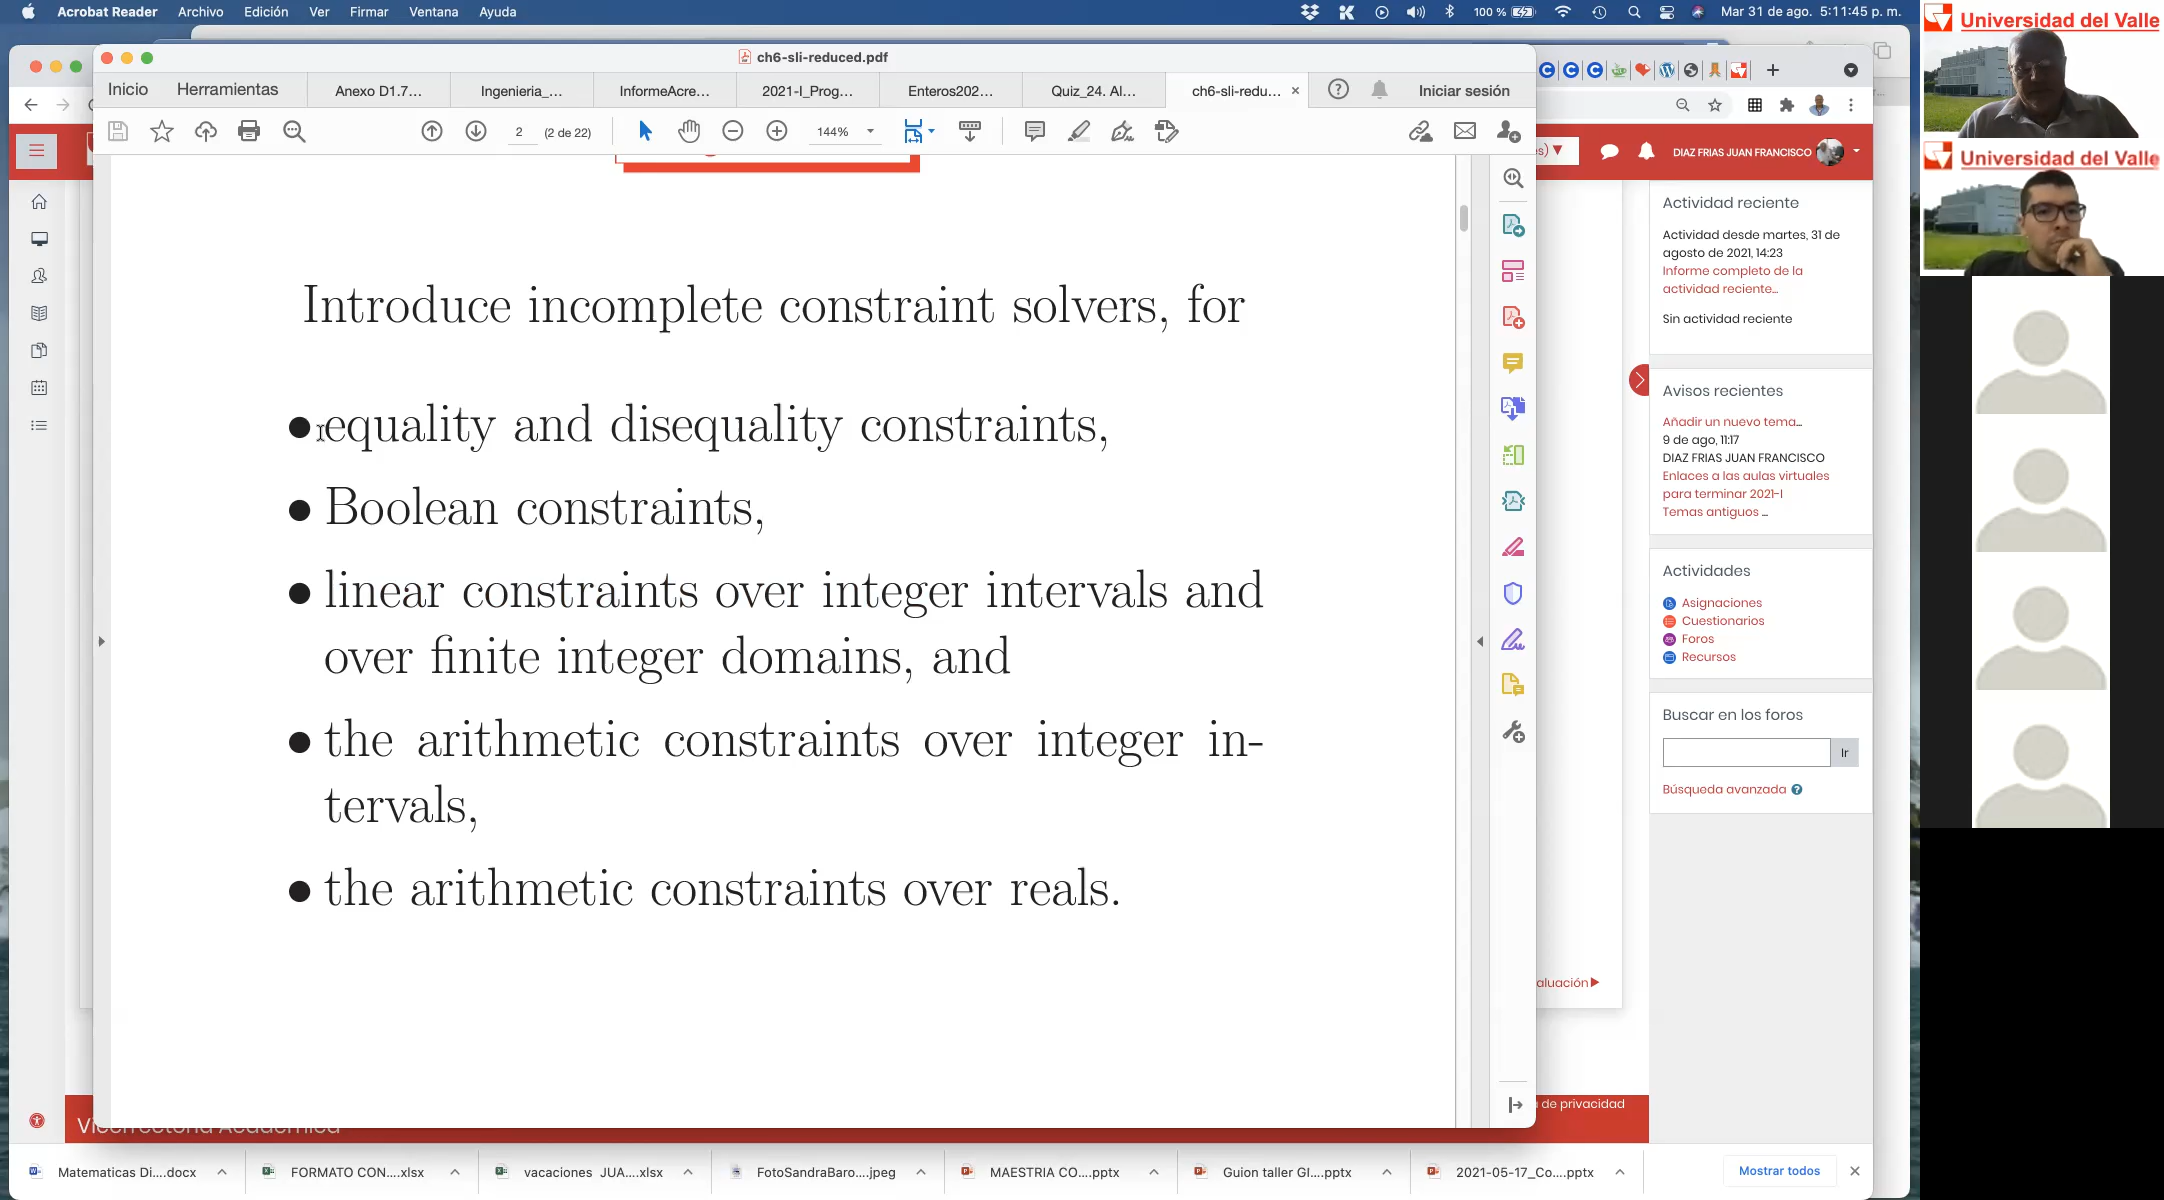 Acrobat Reader Archivo Edición Ver Firmar Ventana Ayuda
100 % Mar 31 de ago. 5:11:45 p. m.
ch6-sli-reduced.pdf
Inicio Herramientas Anexo D1.7... Ingenieria_... InformeAcre... 2021-I_Prog... Enteros202... Quiz_24. Al... ch6-sli-redu... Iniciar sesión
2 (2 de 22) 144%
Introduce incomplete constraint solvers, for
● equality and disequality constraints,
● Boolean constraints,
● linear constraints over integer intervals and
over finite integer domains, and
● the arithmetic constraints over integer in-
tervals,
● the arithmetic constraints over reals.
DIAZ FRIAS JUAN FRANCISCO
Actividad reciente
Actividad desde martes, 31 de
agosto de 2021, 14:23
Informe completo de la
actividad reciente...
Sin actividad reciente
Avisos recientes
Añadir un nuevo tema...
9 de ago, 11:17
DIAZ FRIAS JUAN FRANCISCO
Enlaces a las aulas virtuales
para terminar 2021-I
Temas antiguos ...
Actividades
Asignaciones
Cuestionarios
Foros
Recursos
Buscar en los foros
Ir
Búsqueda avanzada
aluación
de privacidad
Matematicas Di....docx FORMATO CON....xlsx vacaciones JUA....xlsx FotoSandraBaro....jpeg MAESTRIA CO....pptx Guion taller GI....pptx 2021-05-17_Co....pptx Mostrar todos
Universidad del Valle
Universidad del Valle